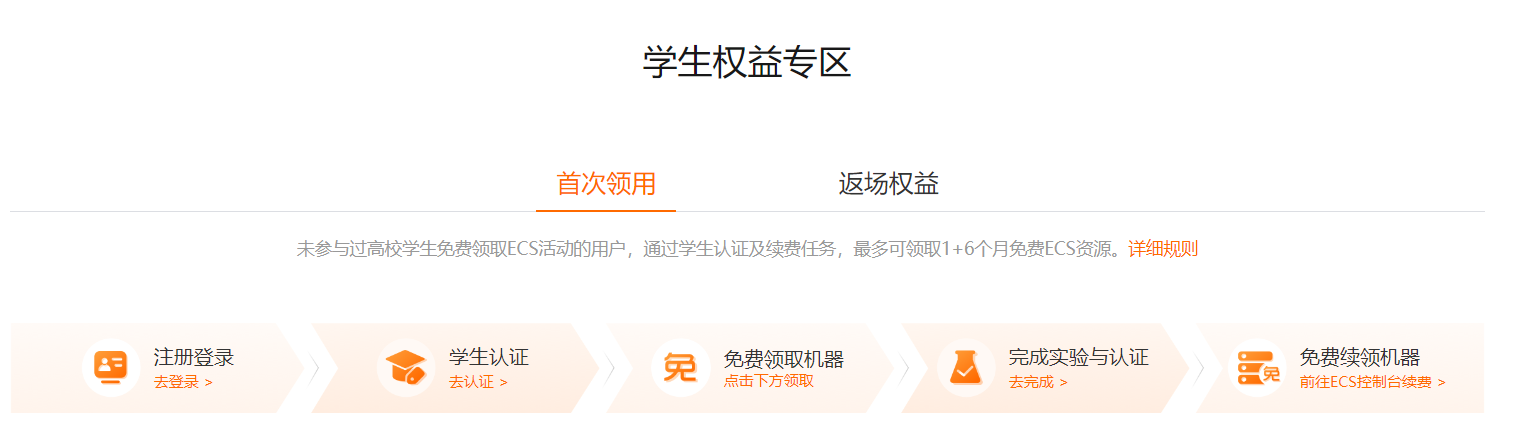 学生权益专区
首次领用
返场权益
未参与过高校学生免费领取ECS活动的用户，通过学生认证及续费任务，最多可领取1+6个月免费ECS资源。详细规则
注册登录
去登录 >
学生认证
去认证 >
免
免费领取机器
点击下方领取
完成实验与认证
去完成 >
免
免费续领机器
前往ECS控制台续费 >